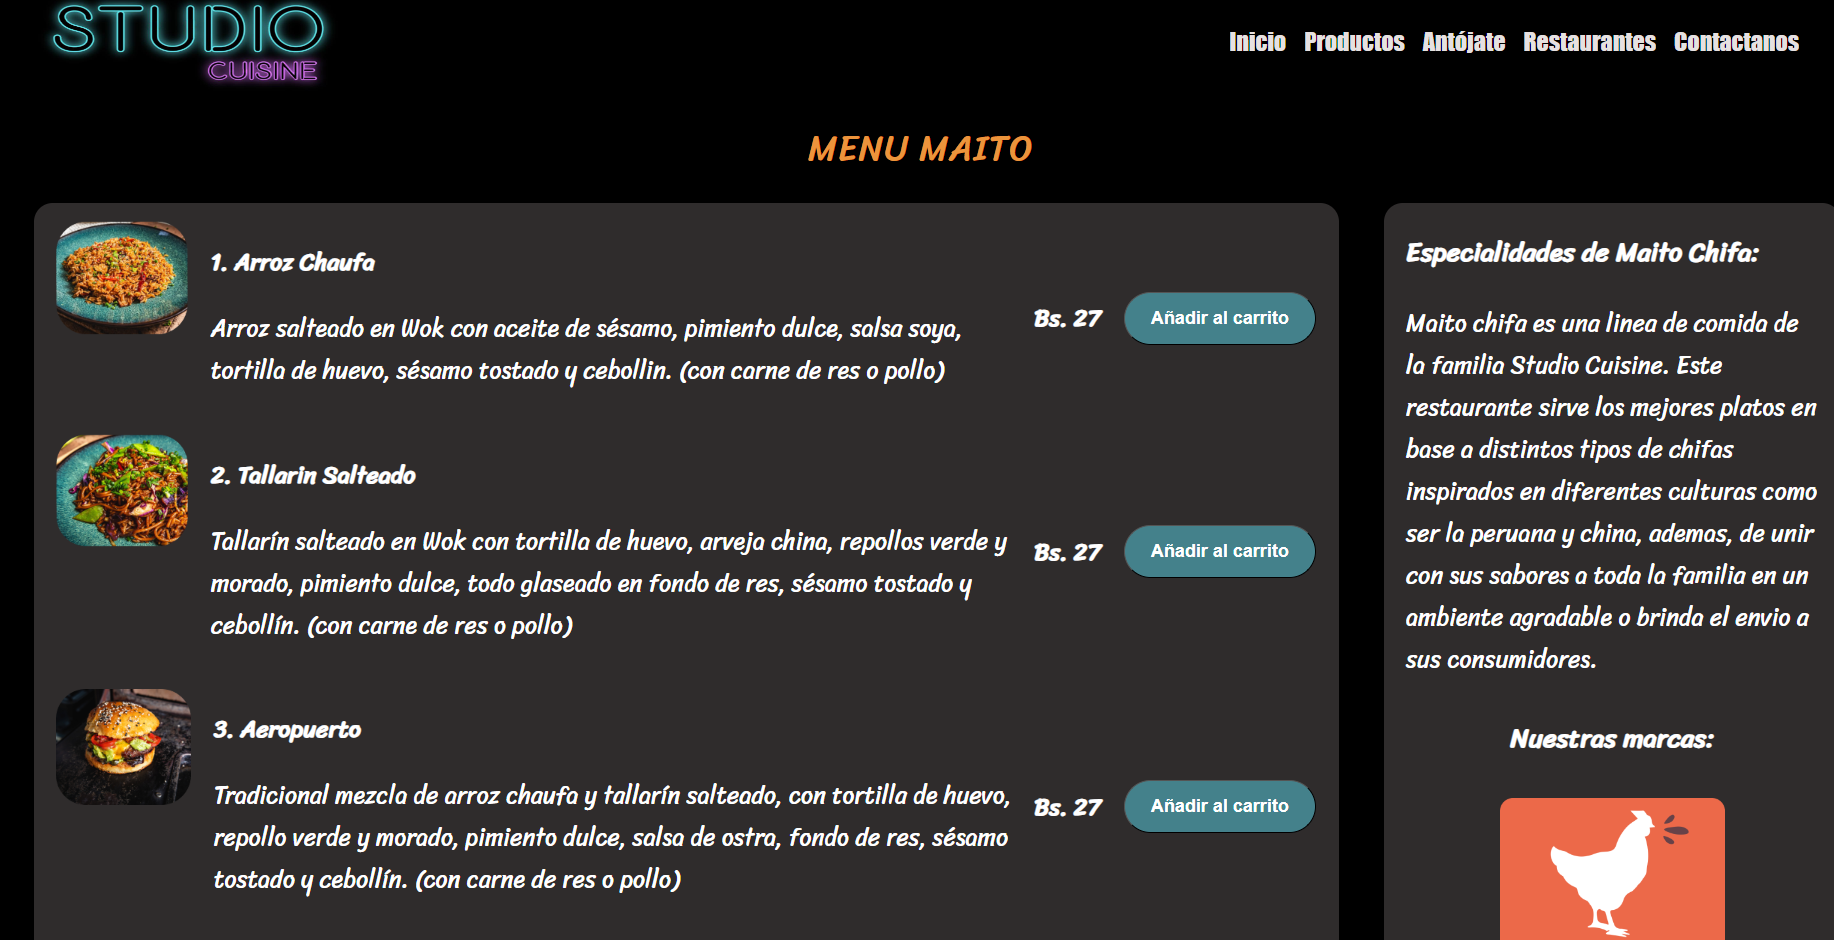 STUDIO
CUISINE
Inicio Productos Antójate Restaurantes Contactanos
MENU MAITO
1. Arroz Chaufa
Arroz salteado en Wok con aceite de sésamo, pimiento dulce, salsa soya,
tortilla de huevo, sésamo tostado y cebollin. (con carne de res o pollo)
Bs. 27
Añadir al carrito
2. Tallarin Salteado
Tallarín salteado en Wok con tortilla de huevo, arveja china, repollos verde y
morado, pimiento dulce, todo glaseado en fondo de res, sésamo tostado y
cebollín. (con carne de res o pollo)
Bs. 27
Añadir al carrito
3. Aeropuerto
Tradicional mezcla de arroz chaufa y tallarín salteado, con tortilla de huevo,
repollo verde y morado, pimiento dulce, salsa de ostra, fondo de res, sésamo
tostado y cebollín. (con carne de res o pollo)
Bs. 27
Añadir al carrito
Especialidades de Maito Chifa:
Maito chifa es una linea de comida de
la familia Studio Cuisine. Este
restaurante sirve los mejores platos en
base a distintos tipos de chifas
inspirados en diferentes culturas como
ser la peruana y china, ademas, de unir
con sus sabores a toda la familia en un
ambiente agradable o brinda el envio a
sus consumidores.
Nuestras marcas: